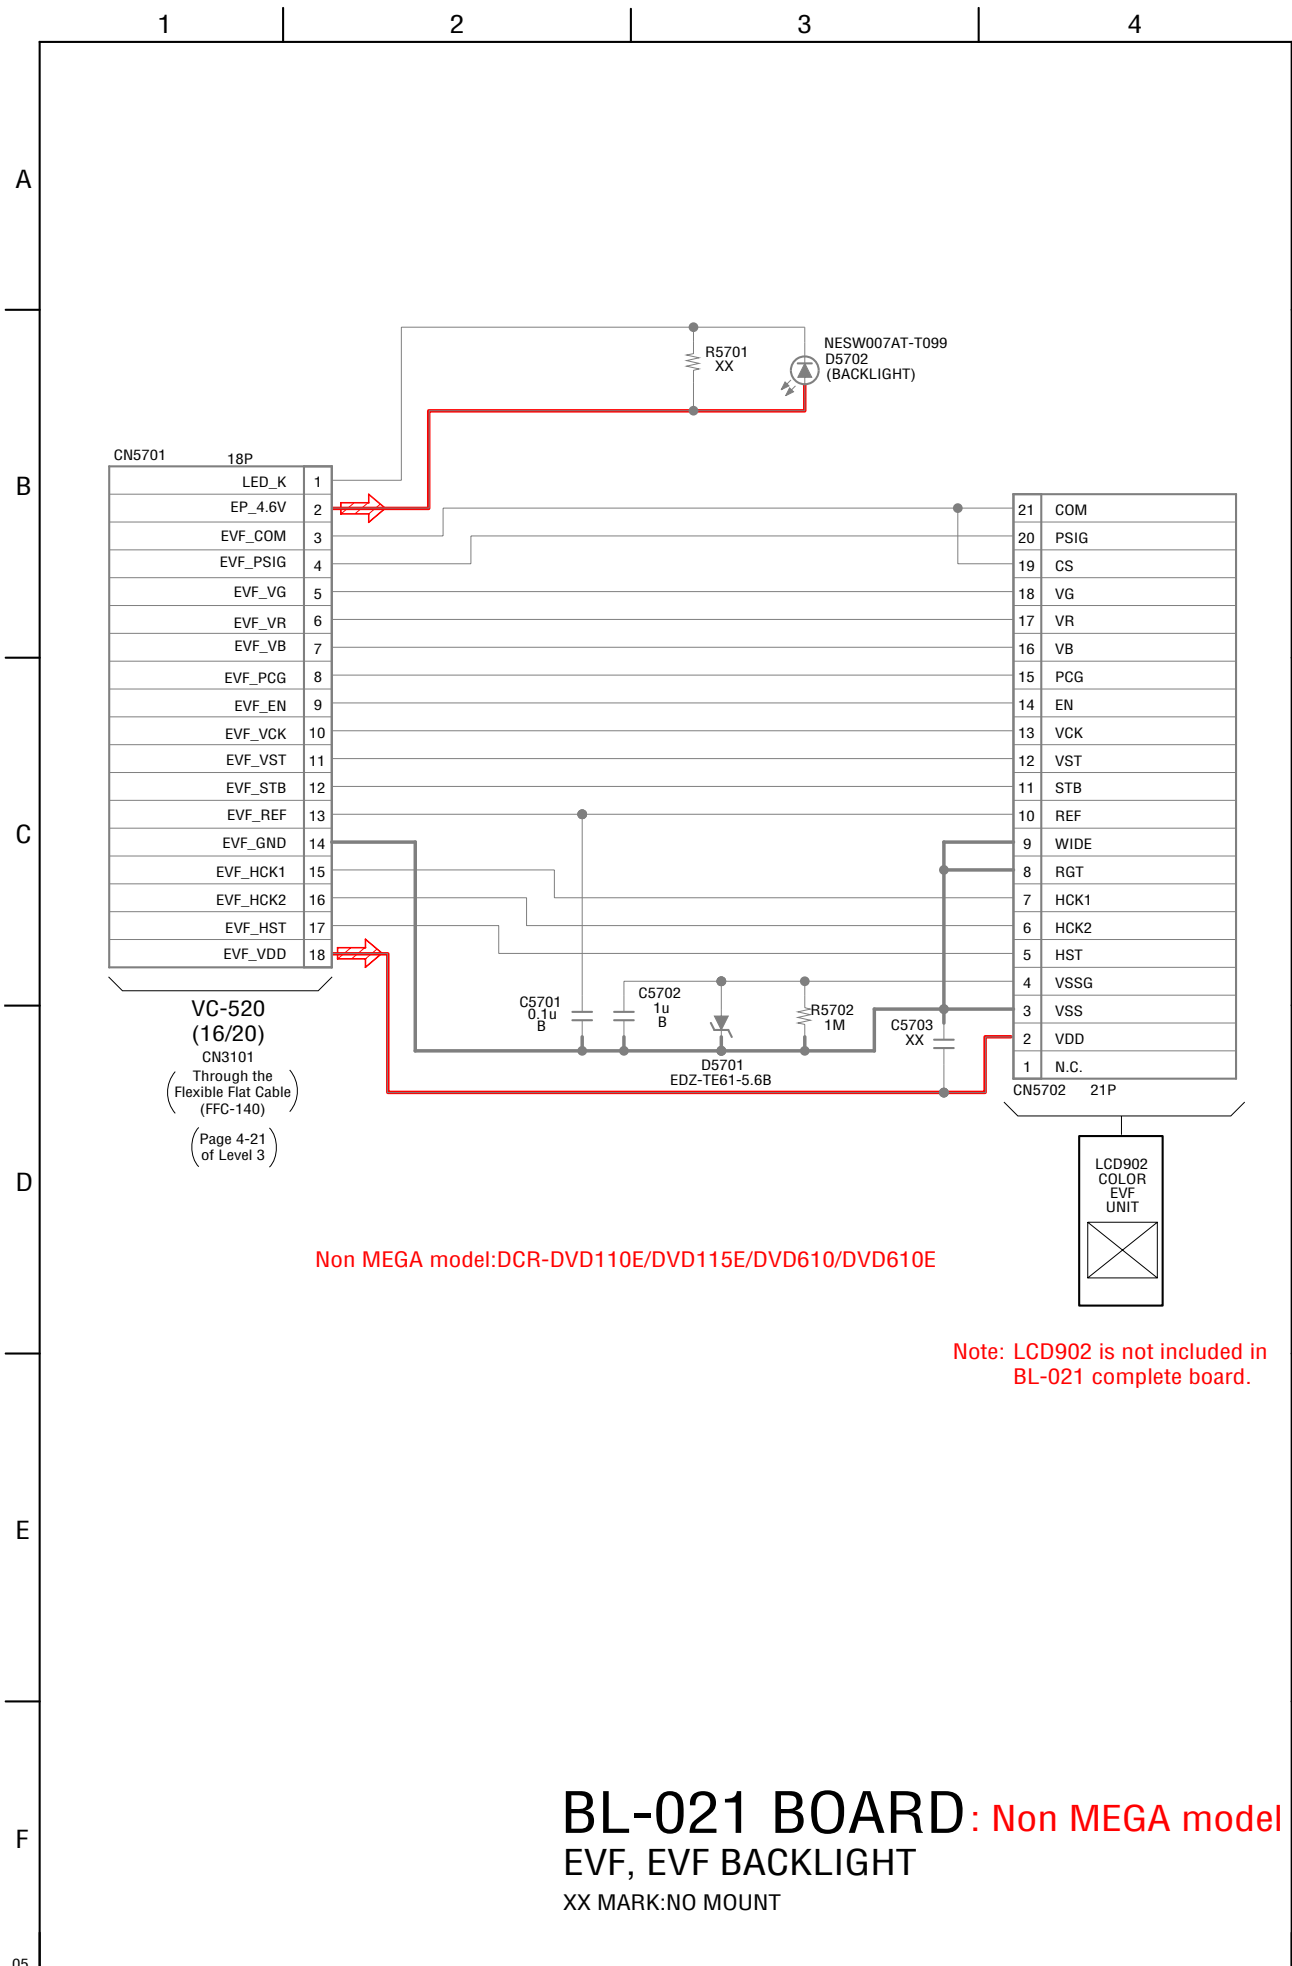 1 2 3 4
A
B
C
D
E
F
05
R5701
XX
NESW007AT-T099
D5702
(BACKLIGHT)
CN5701 18P
LED_K 1
EP_4.6V 2
EVF_COM 3
EVF_PSIG 4
EVF_VG 5
EVF_VR 6
EVF_VB 7
EVF_PCG 8
EVF_EN 9
EVF_VCK 10
EVF_VST 11
EVF_STB 12
EVF_REF 13
EVF_GND 14
EVF_HCK1 15
EVF_HCK2 16
EVF_HST 17
EVF_VDD 18
VC-520
(16/20)
CN3101
Through the
Flexible Flat Cable
(FFC-140)
Page 4-21
of Level 3
C5701
0.1u
B
C5702
1u
B
D5701
EDZ-TE61-5.6B
R5702
1M
C5703
XX
21 COM
20 PSIG
19 CS
18 VG
17 VR
16 VB
15 PCG
14 EN
13 VCK
12 VST
11 STB
10 REF
9 WIDE
8 RGT
7 HCK1
6 HCK2
5 HST
4 VSSG
3 VSS
2 VDD
1 N.C.
CN5702 21P
LCD902
COLOR
EVF
UNIT
Non MEGA model:DCR-DVD110E/DVD115E/DVD610/DVD610E
Note: LCD902 is not included in
BL-021 complete board.
BL-021 BOARD : Non MEGA model
EVF, EVF BACKLIGHT
XX MARK:NO MOUNT